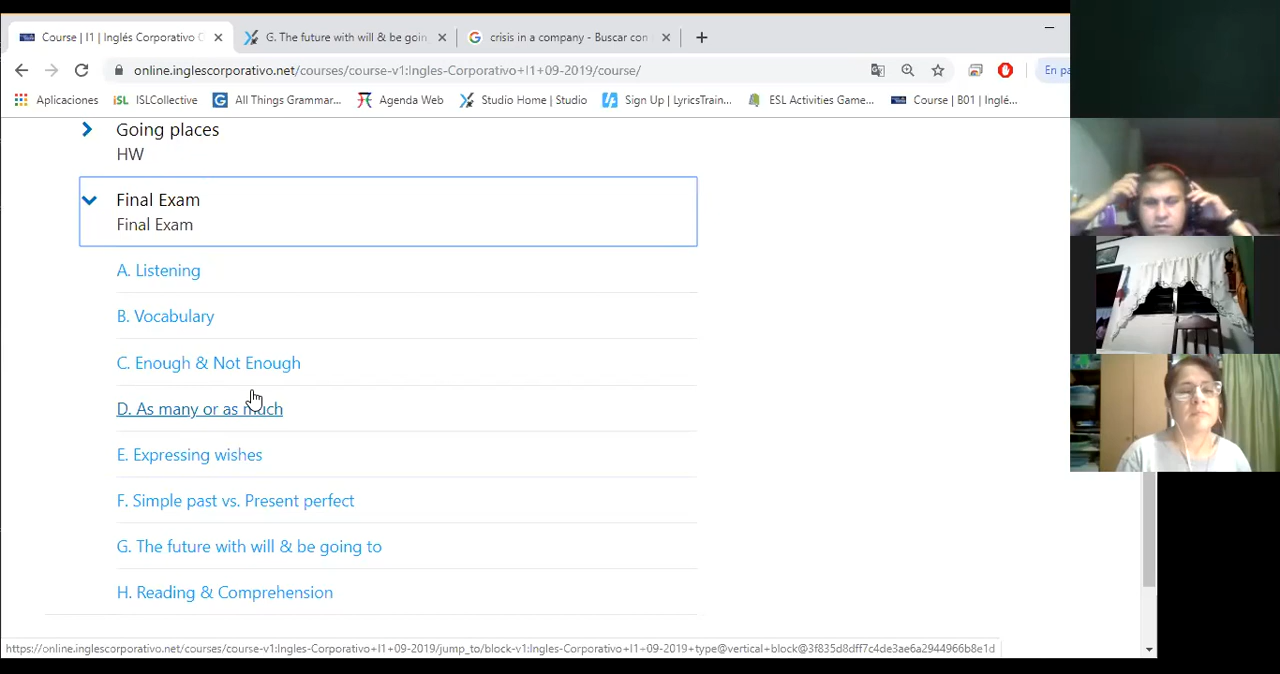 Course | I1 | Inglés Corporativo C
G. The future with will & be goin
crisis in a company - Buscar con
online.inglescorporativo.net/courses/course-v1:Ingles-Corporativo+I1+09-2019/course/
En pa
Aplicaciones
ISLCollective
All Things Grammar...
Agenda Web
Studio Home | Studio
Sign Up | LyricsTrain...
ESL Activities Game...
Course | B01 | Inglé...
Going places
HW
Final Exam
Final Exam
A. Listening
B. Vocabulary
C. Enough & Not Enough
D. As many or as much
E. Expressing wishes
F. Simple past vs. Present perfect
G. The future with will & be going to
H. Reading & Comprehension
https://online.inglescorporativo.net/courses/course-v1:Ingles-Corporativo+I1+09-2019/jump_to/block-v1:Ingles-Corporativo+I1+09-2019+type@vertical+block@3f835d8dff7c4de3ae6a2944966b8e1d